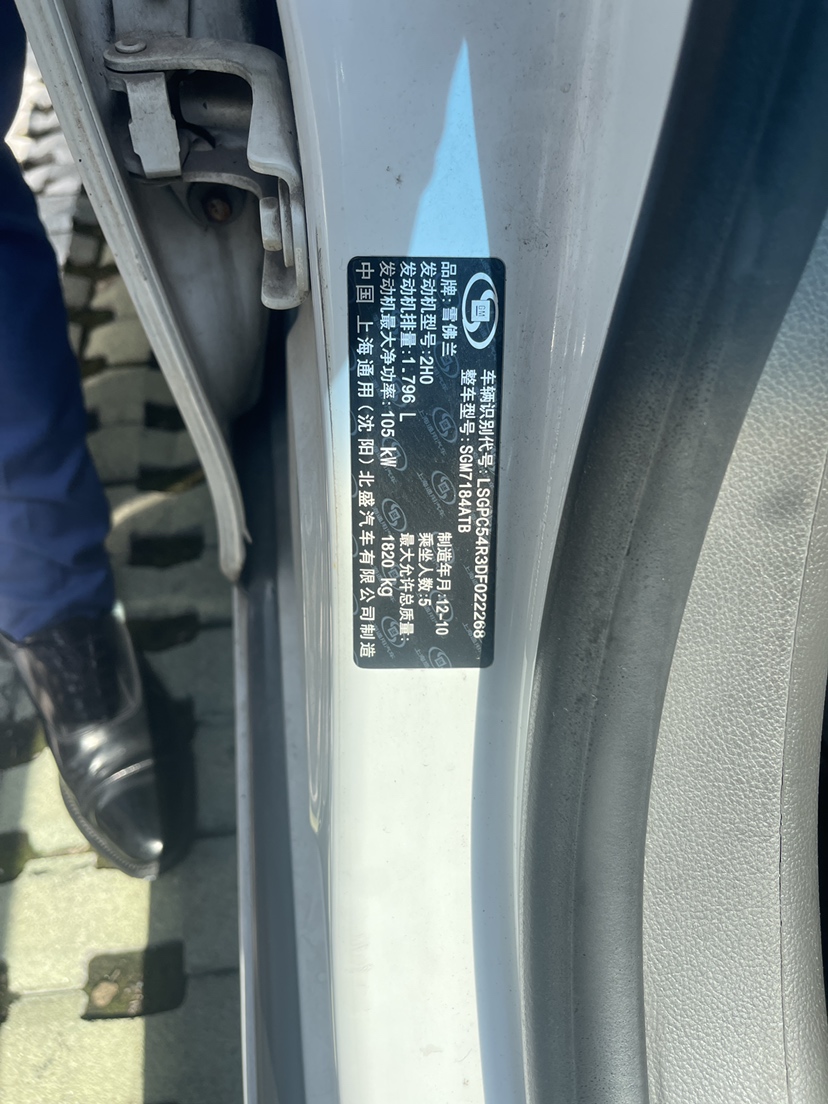 车辆识别代号:LSGPC54R3DF022268
整车型号:SGM7184ATB
品牌:雪佛兰
制造年月:12-10
发动机型号:2H0
乘坐人数:5
发动机排量:1.796 L
最大允许总质量:
发动机最大净功率:105 kW
1820 kg
中国 上海通用(沈阳)北盛汽车有限公司制造